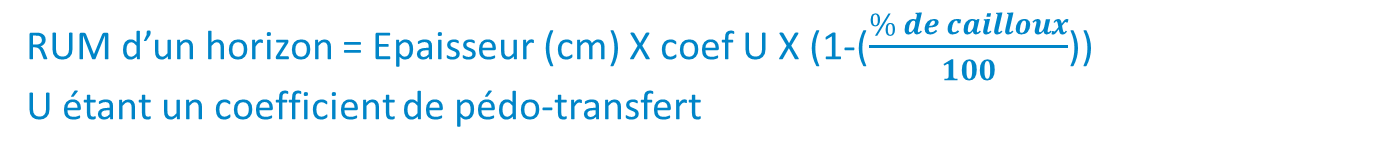 RUM d’un horizon = Epaisseur (cm) X coef U X (1-(% de cailloux/100))
U étant un coefficient de pédo-transfert